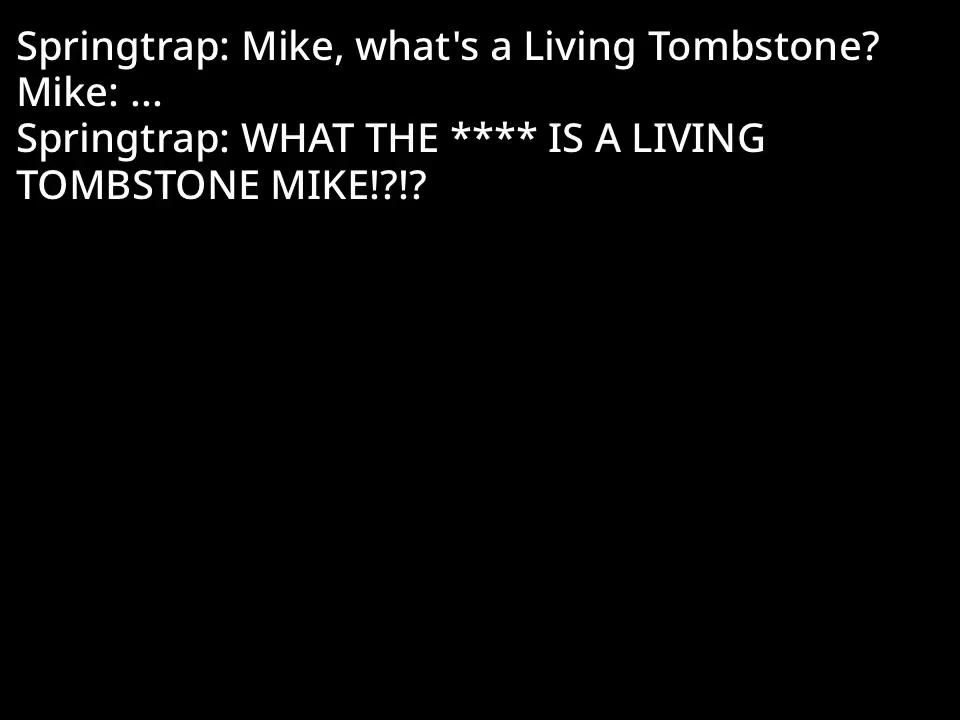 Springtrap: Mike, what's a Living Tombstone?
Mike: ...
Springtrap: WHAT THE **** IS A LIVING
TOMBSTONE MIKE!?!?